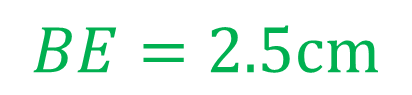 BE = 2.5cm